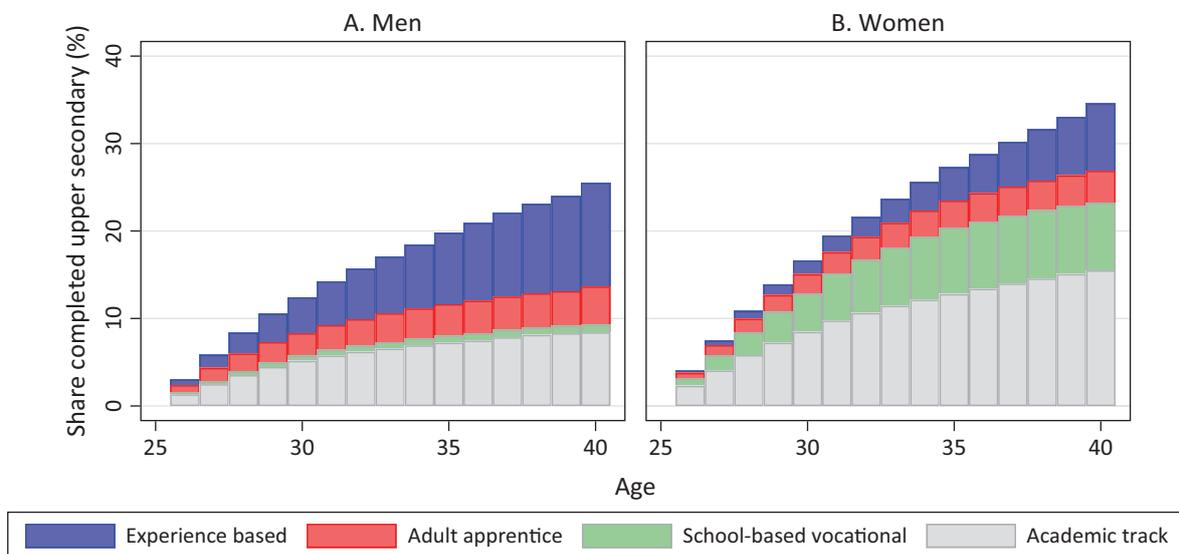 A. Men
B. Women
Share completed upper secondary (%)
40
30
20
10
0
25 30 35 40
25 30 35 40
Age
Experience based Adult apprentice School-based vocational Academic track